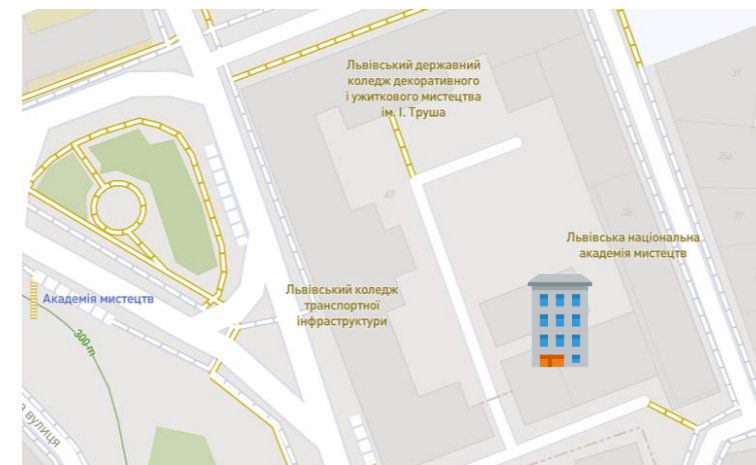 Львівський державний
коледж декоративного
і ужиткового мистецтва
ім. І. Труша
35
35а
47
38
37
Львівська національна
академія мистецтв
Львівський коледж
транспортної
інфраструктури
Академія мистецтв
300 m
вулиця